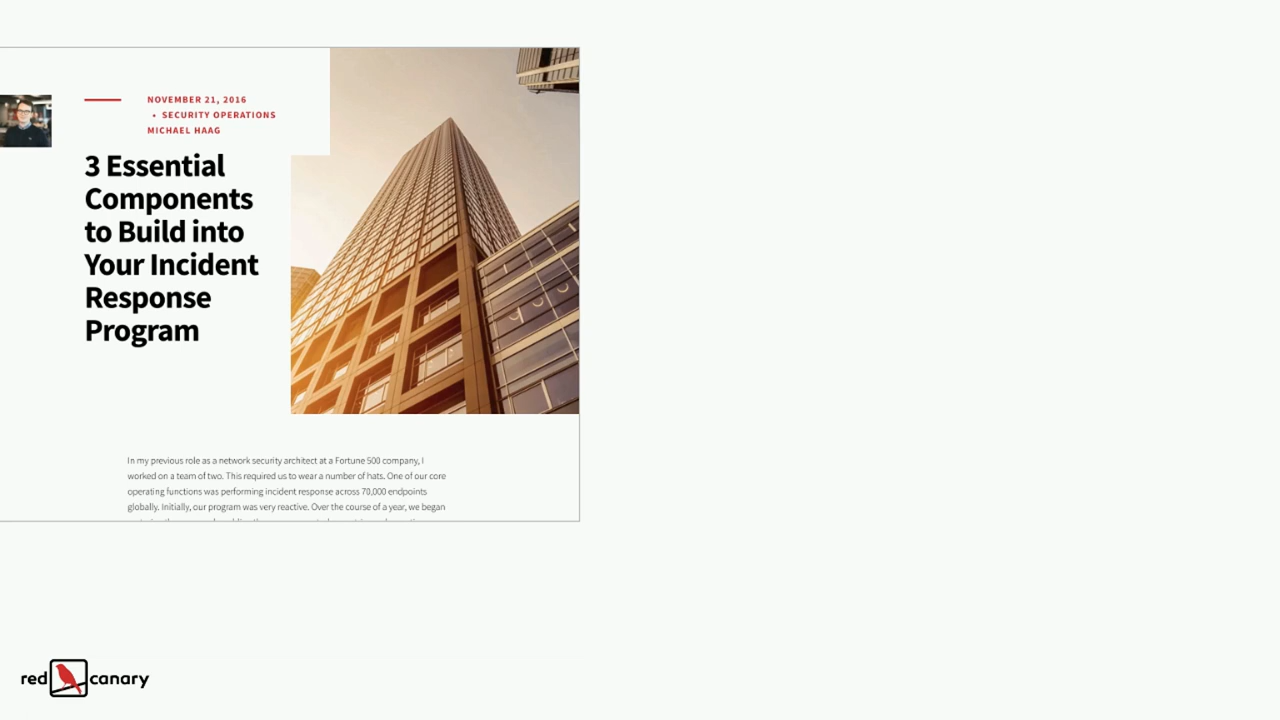 NOVEMBER 21, 2016
• SECURITY OPERATIONS
MICHAEL HAAG
3 Essential
Components
to Build into
Your Incident
Response
Program
In my previous role as a network security architect at a Fortune 500 company, I
worked on a team of two. This required us to wear a number of hats. One of our core
operating functions was performing incident response across 70,000 endpoints
globally. Initially, our program was very reactive. Over the course of a year, we began
red canary